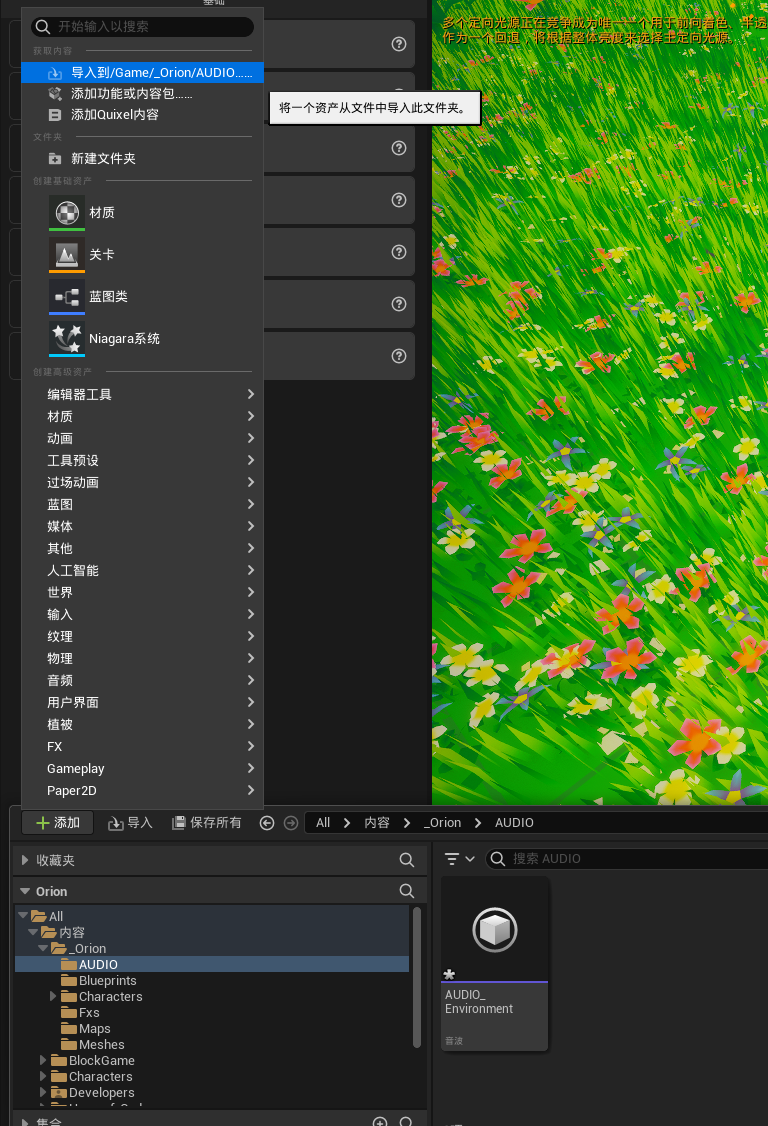 基础
开始输入以搜索
获取内容
导入到/Game/_Orion/AUDIO……
添加功能或内容包……
添加Quixel内容
文件夹
新建文件夹
创建基础资产
材质
关卡
蓝图类
Niagara系统
创建高级资产
编辑器工具
材质
动画
工具预设
过场动画
蓝图
媒体
其他
人工智能
世界
输入
纹理
物理
音频
用户界面
植被
FX
Gameplay
Paper2D
将一个资产从文件中导入此文件夹。
多个定向光源正在竞争成为唯一一个用于前向着色、半透
作为一个回退，将根据整体亮度来选择主定向光源。
添加
导入
保存所有
All
内容
_Orion
AUDIO
收藏夹
Orion
All
内容
_Orion
AUDIO
Blueprints
Characters
Fxs
Maps
Meshes
BlockGame
Characters
Developers
集合
搜索 AUDIO
AUDIO_
Environment
音波